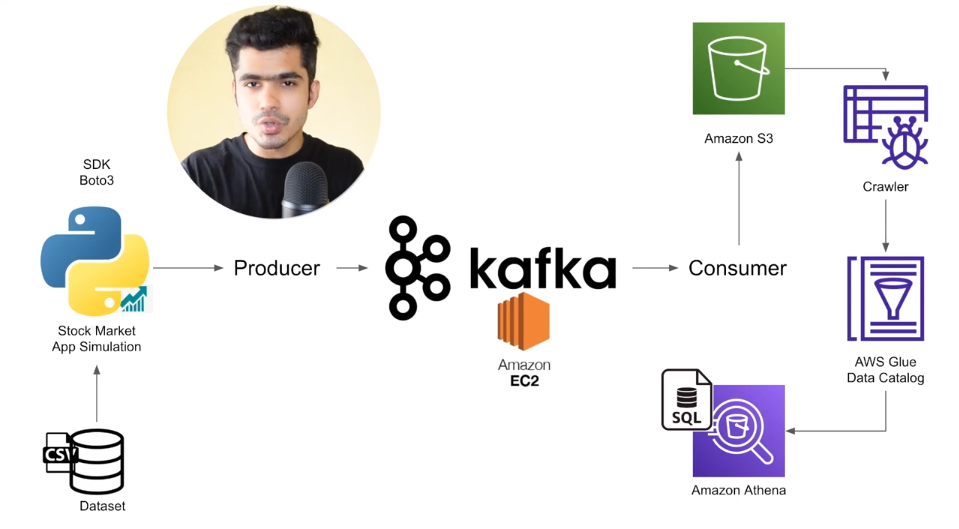 SDK
Boto3
Stock Market
App Simulation
CSV
Dataset
Producer
kafka
Amazon
EC2
Consumer
Amazon S3
Crawler
AWS Glue
Data Catalog
SQL
Amazon Athena